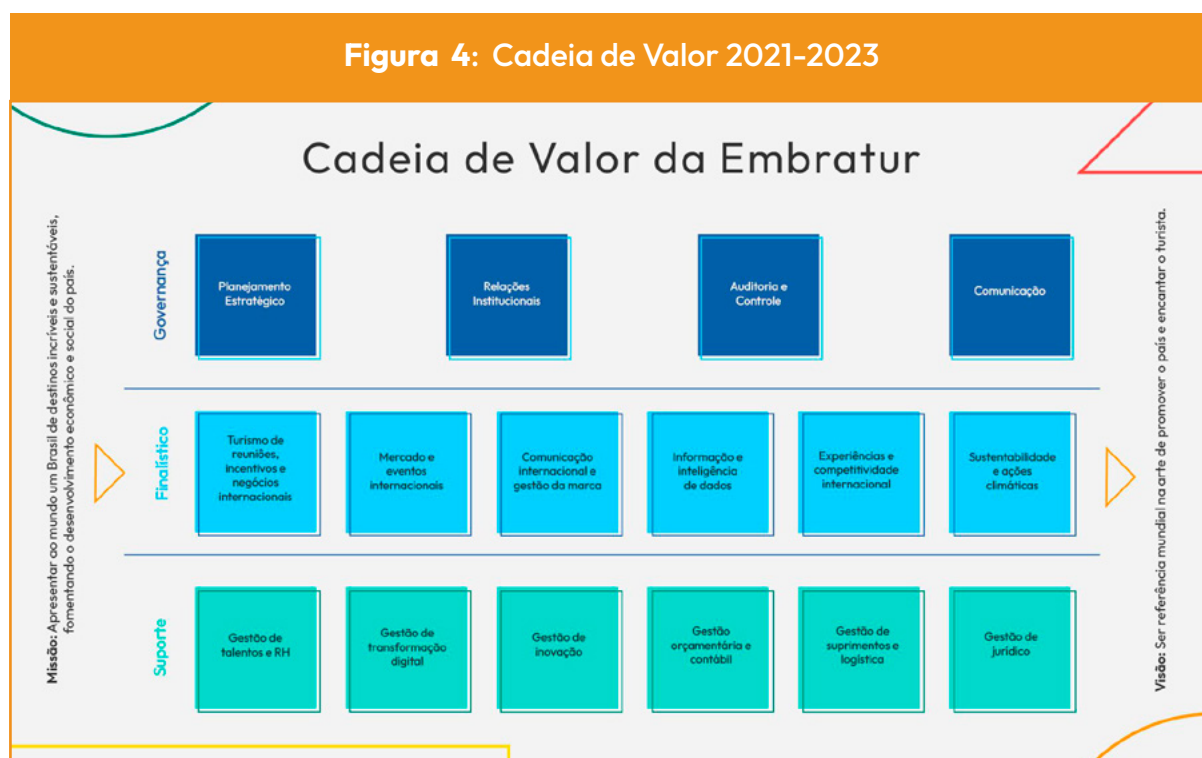 Figura 4: Cadeia de Valor 2021-2023
Cadeia de Valor da Embratur
Missão: Apresentar ao mundo um Brasil de destinos incríveis e sustentáveis,
fomentando o desenvolvimento econômico e social do país.
Governança
Planejamento
Estratégico
Relações
Institucionais
Auditoria e
Controle
Comunicação
Finalístico
Turismo de
reuniões,
incentivos e
negócios
internacionais
Mercado e
eventos
internacionais
Comunicação
internacional e
gestão da marca
Informação e
inteligência
de dados
Experiências e
competitividade
internacional
Sustentabilidade
e ações
climáticas
Suporte
Gestão de
talentos e RH
Gestão de
transformação
digital
Gestão de
inovação
Gestão
orçamentária e
contábil
Gestão de
suprimentos e
logística
Gestão de
jurídico
Visão: Ser referência mundial na arte de promover o país e encantar o turista.